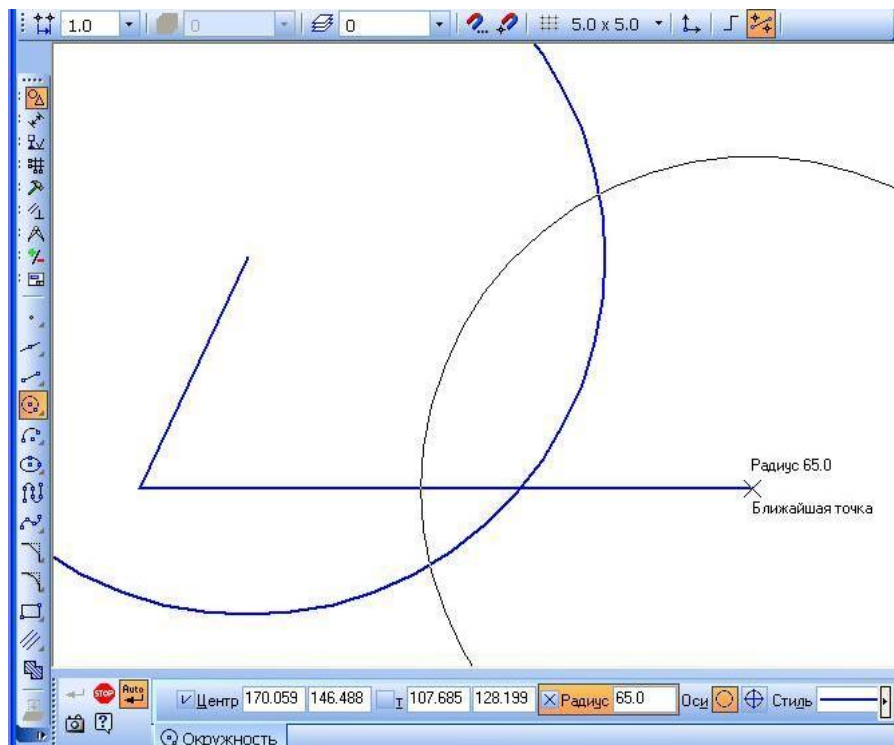 1.0 0 0 5.0 x 5.0
Радиус 65.0
Ближайшая точка
STOP Auto Центр 170.059 146.488 т 107.685 128.199 Радиус 65.0 Оси Стиль
Окружность